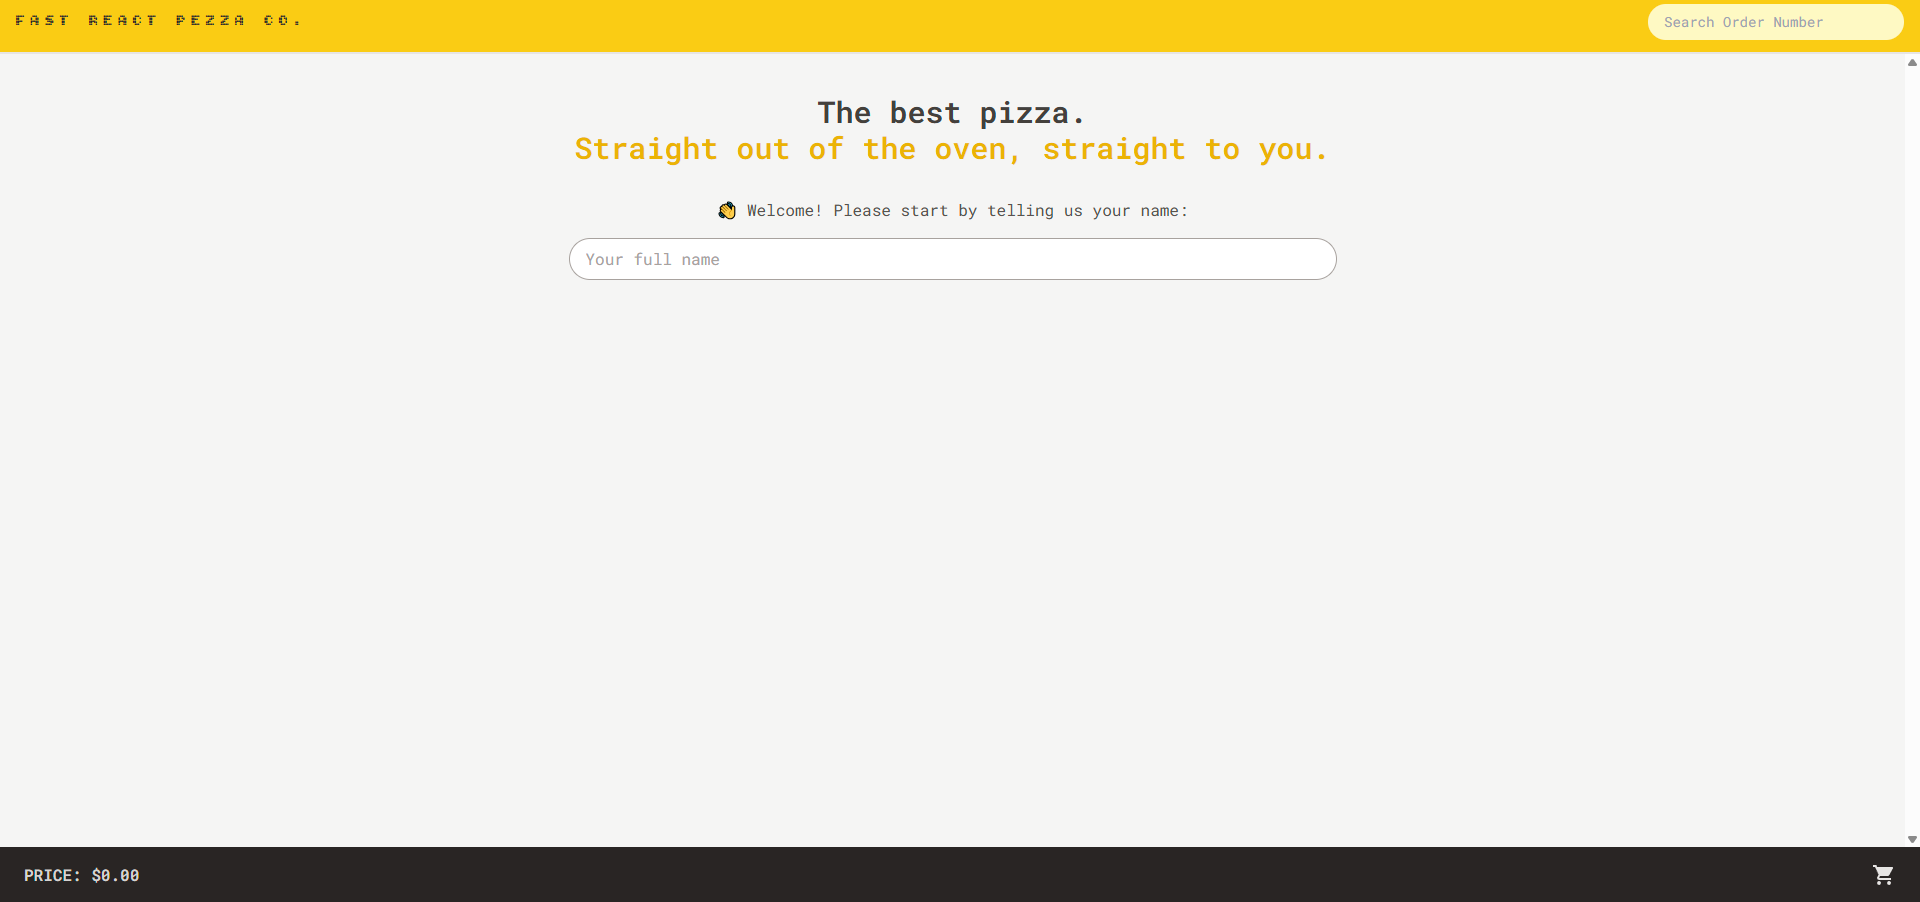 FAST REACT PEZZA CO.
Search Order Number
The best pizza.
Straight out of the oven, straight to you.
👋 Welcome! Please start by telling us your name:
Your full name
PRICE: $0.00